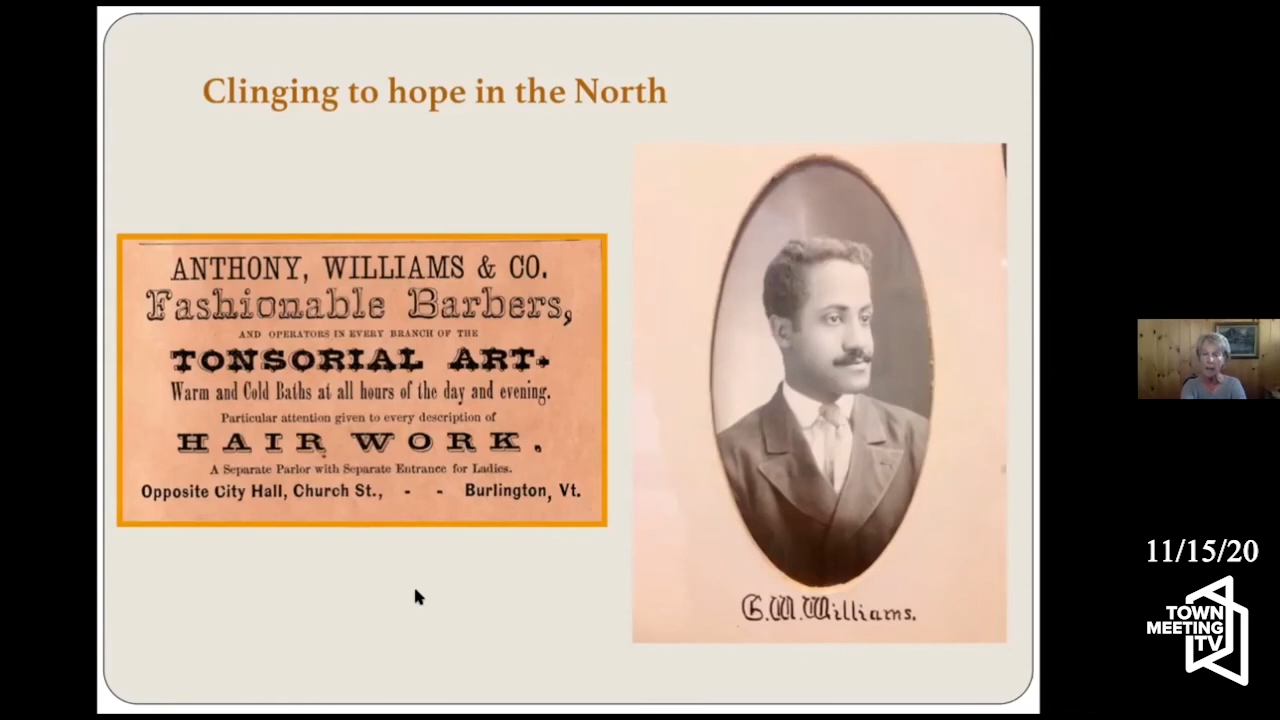 Clinging to hope in the North
ANTHONY, WILLIAMS & CO.
Fashionable Barbers,
AND OPERATORS IN EVERY BRANCH OF THE
TONSORIAL ART.
Warm and Cold Baths at all hours of the day and evening.
Particular attention given to every description of
HAIR WORK.
A Separate Parlor with Separate Entrance for Ladies.
Opposite City Hall, Church St., - - Burlington, Vt.
G.W.Williams.
11/15/20
TOWN
MEETING
TV